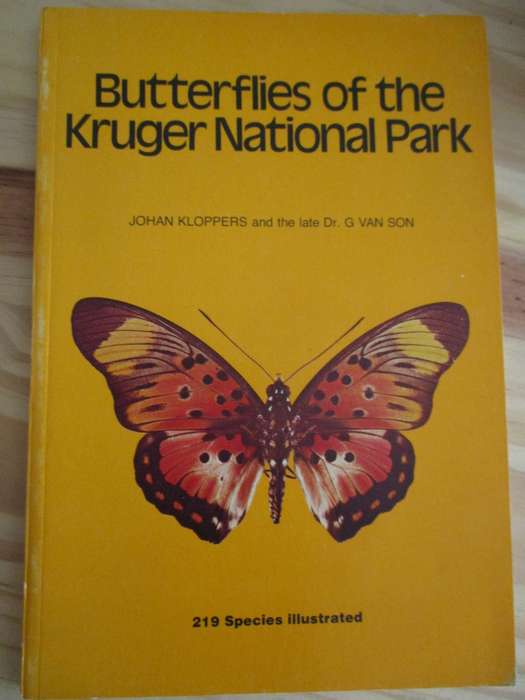 Butterflies of the
Kruger National Park
JOHAN KLOPPERS and the late Dr. G VAN SON
219 Species illustrated